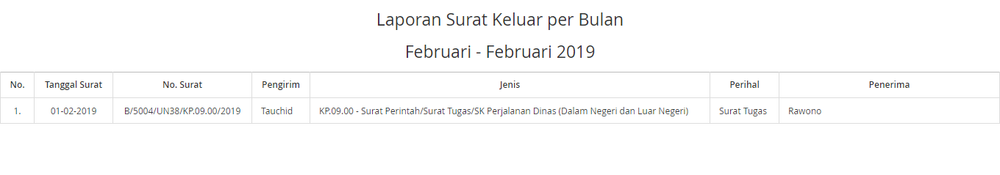 Laporan Surat Keluar per Bulan
Februari - Februari 2019
No. Tanggal Surat No. Surat Pengirim Jenis Perihal Penerima
1. 01-02-2019 B/5004/UN38/KP.09.00/2019 Tauchid KP.09.00 - Surat Perintah/Surat Tugas/SK Perjalanan Dinas (Dalam Negeri dan Luar Negeri) Surat Tugas Rawono